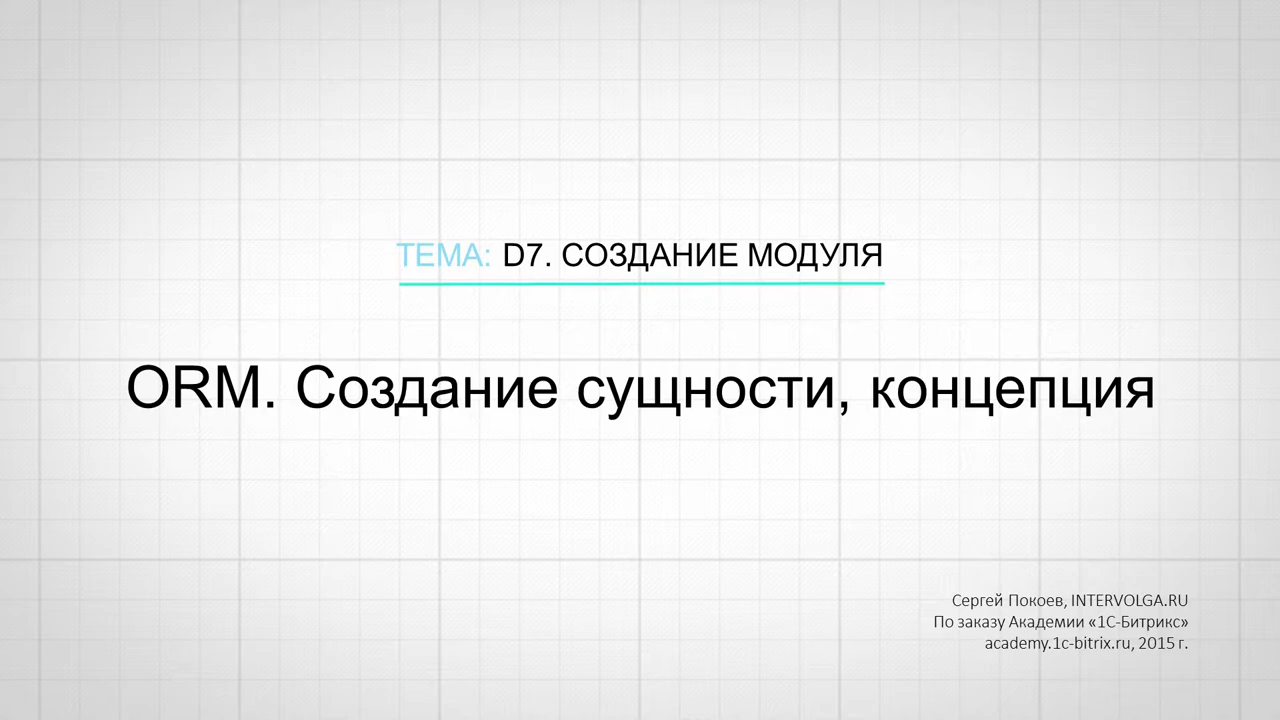 ТЕМА: D7. СОЗДАНИЕ МОДУЛЯ
ORM. Создание сущности, концепция
Сергей Покоев, INTERVOLGA.RU
По заказу Академии «1С-Битрикс»
academy.1c-bitrix.ru, 2015 г.